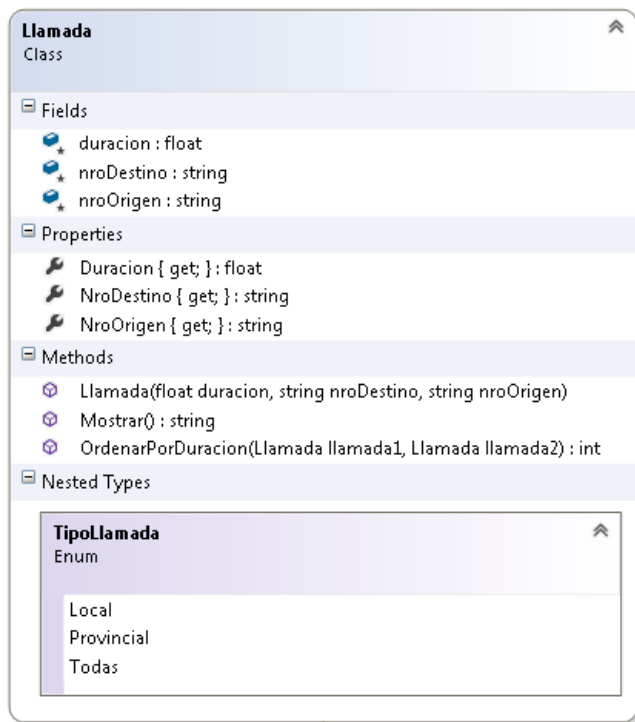 Llamada
Class
Fields
duracion : float
nroDestino : string
nroOrigen : string
Properties
Duracion { get; } : float
NroDestino { get; } : string
NroOrigen { get; } : string
Methods
Llamada(float duracion, string nroDestino, string nroOrigen)
Mostrar() : string
OrdenarPorDuracion(Llamada llamada1, Llamada llamada2) : int
Nested Types
TipoLlamada
Enum
Local
Provincial
Todas